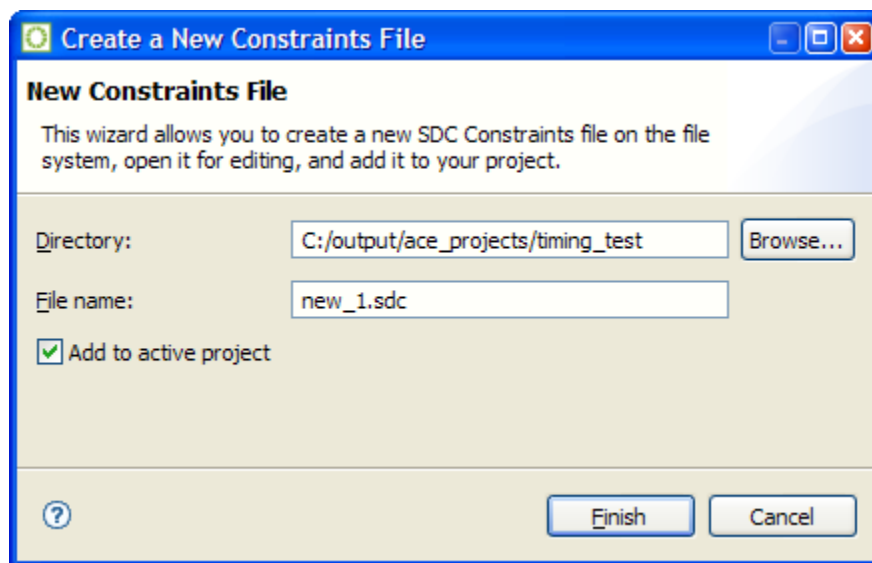 Create a New Constraints File
New Constraints File
This wizard allows you to create a new SDC Constraints file on the file
system, open it for editing, and add it to your project.
Directory: C:/output/ace_projects/timing_test Browse...
File name: new_1.sdc
Add to active project
Finish Cancel